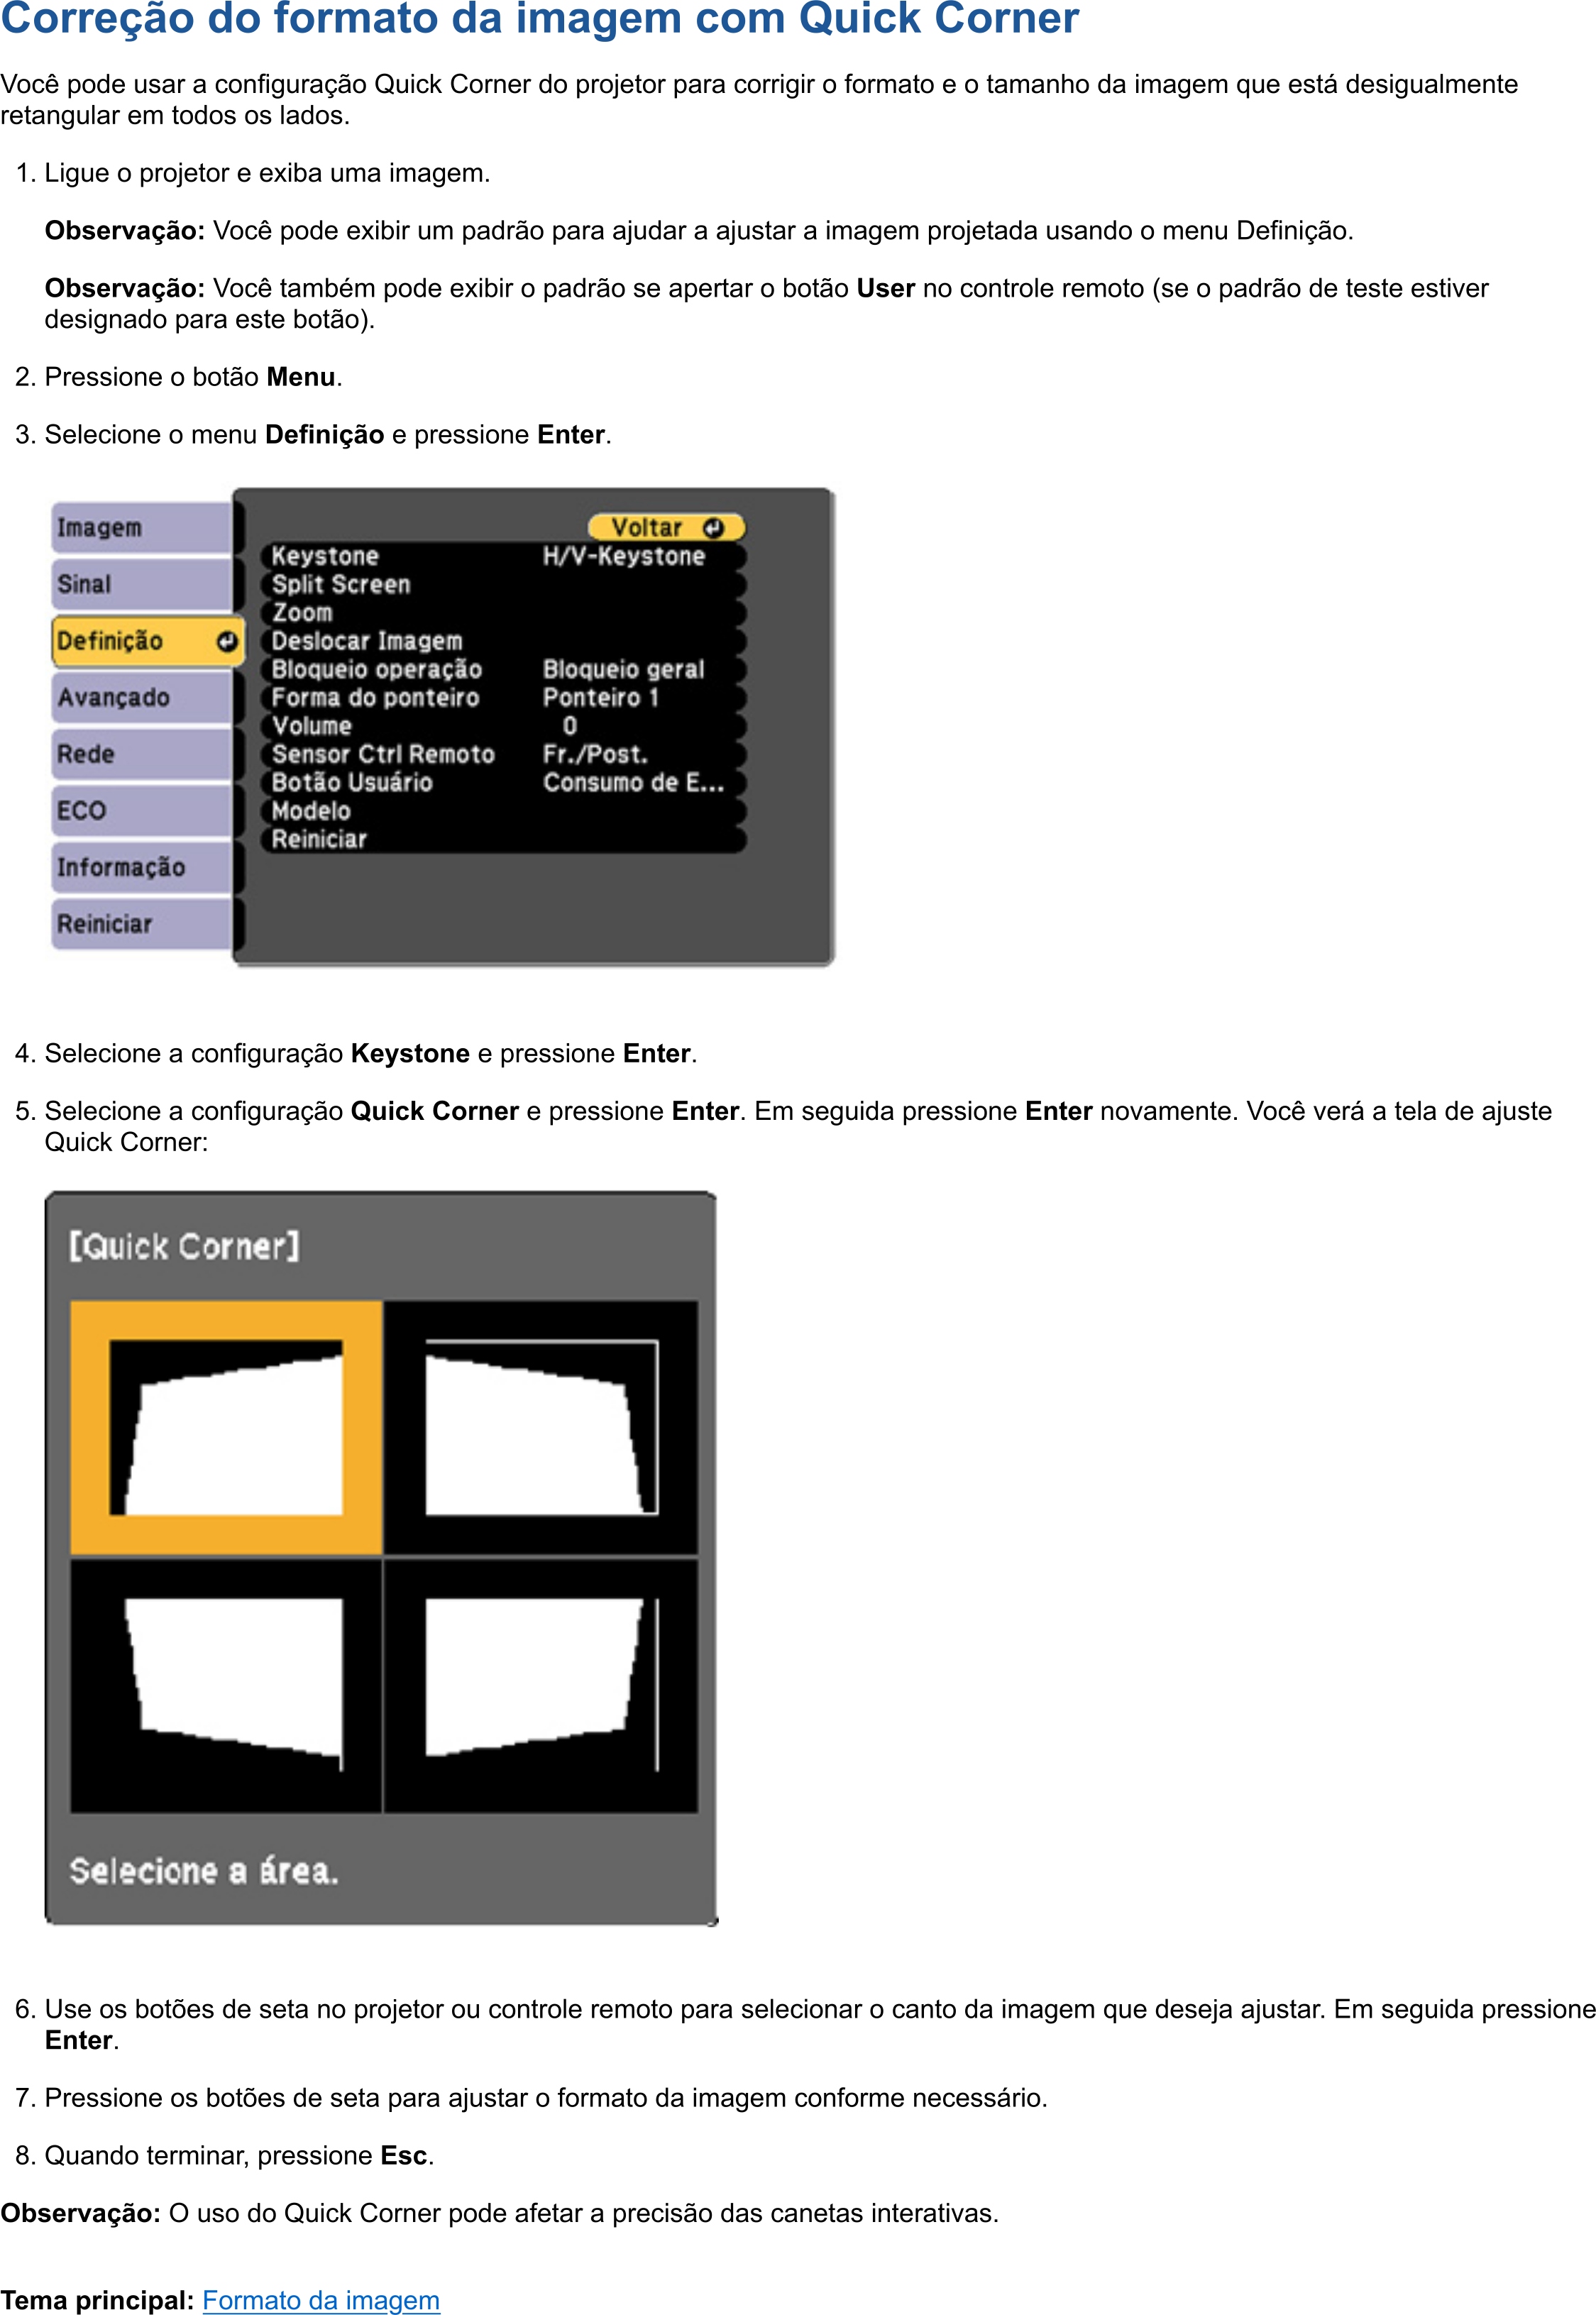 Correção do formato da imagem com Quick Corner
Você pode usar a configuração Quick Corner do projetor para corrigir o formato e o tamanho da imagem que está desigualmente
retangular em todos os lados.
1. Ligue o projetor e exiba uma imagem.
Observação: Você pode exibir um padrão para ajudar a ajustar a imagem projetada usando o menu Definição.
Observação: Você também pode exibir o padrão se apertar o botão User no controle remoto (se o padrão de teste estiver
designado para este botão).
2. Pressione o botão Menu.
3. Selecione o menu Definição e pressione Enter.
Imagem
Sinal
Definição
Avançado
Rede
ECO
Informação
Reiniciar
Voltar
Keystone H/V-Keystone
Split Screen
Zoom
Deslocar Imagem
Bloqueio operação Bloqueio geral
Forma do ponteiro Ponteiro 1
Volume 0
Sensor Ctrl Remoto Fr./Post.
Botão Usuário Consumo de E...
Modelo
Reiniciar
4. Selecione a configuração Keystone e pressione Enter.
5. Selecione a configuração Quick Corner e pressione Enter. Em seguida pressione Enter novamente. Você verá a tela de ajuste
Quick Corner:
[Quick Corner]
Selecione a área.
6. Use os botões de seta no projetor ou controle remoto para selecionar o canto da imagem que deseja ajustar. Em seguida pressione
Enter.
7. Pressione os botões de seta para ajustar o formato da imagem conforme necessário.
8. Quando terminar, pressione Esc.
Observação: O uso do Quick Corner pode afetar a precisão das canetas interativas.
Tema principal: Formato da imagem